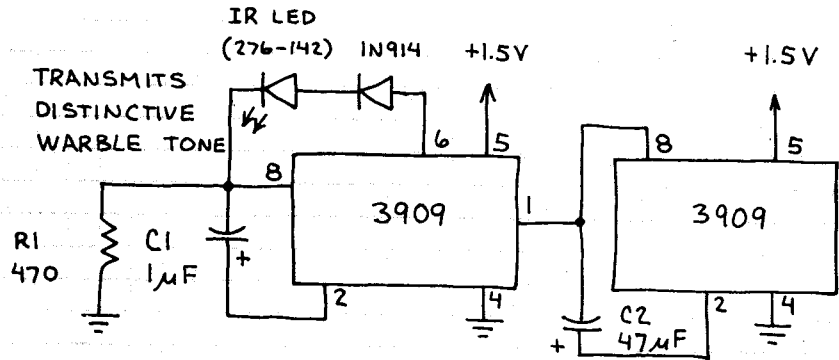 IR LED
(276-142) 1N914 +1.5V +1.5V
TRANSMITS
DISTINCTIVE
WARBLE TONE
6 5 8 5
8 3909 1 3909
R1 C1
470 1μF
+ 2 4 C2 2 4
+ 47μF